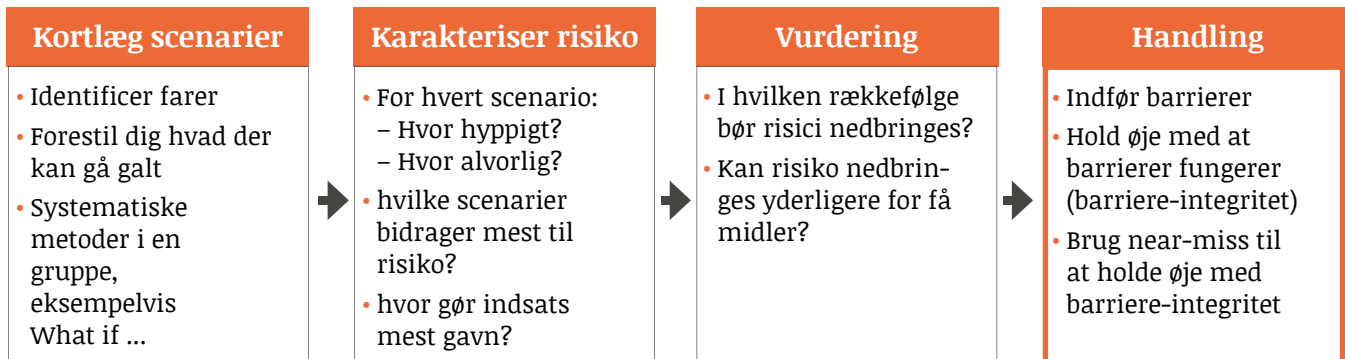 Kortlæg scenarier
• Identificer farer
• Forestil dig hvad der
kan gå galt
• Systematiske
metoder i en
gruppe,
eksempelvis
What if ...
Karakteriser risiko
• For hvert scenario:
– Hvor hyppigt?
– Hvor alvorlig?
• hvilke scenarier
bidrager mest til
risiko?
• hvor gør indsats
mest gavn?
Vurdering
• I hvilken rækkefølge
bør risici nedbringes?
• Kan risiko nedbrin-
ges yderligere for få
midler?
Handling
• Indfør barrierer
• Hold øje med at
barrierer fungerer
(barriere-integritet)
• Brug near-miss til
at holde øje med
barriere-integritet